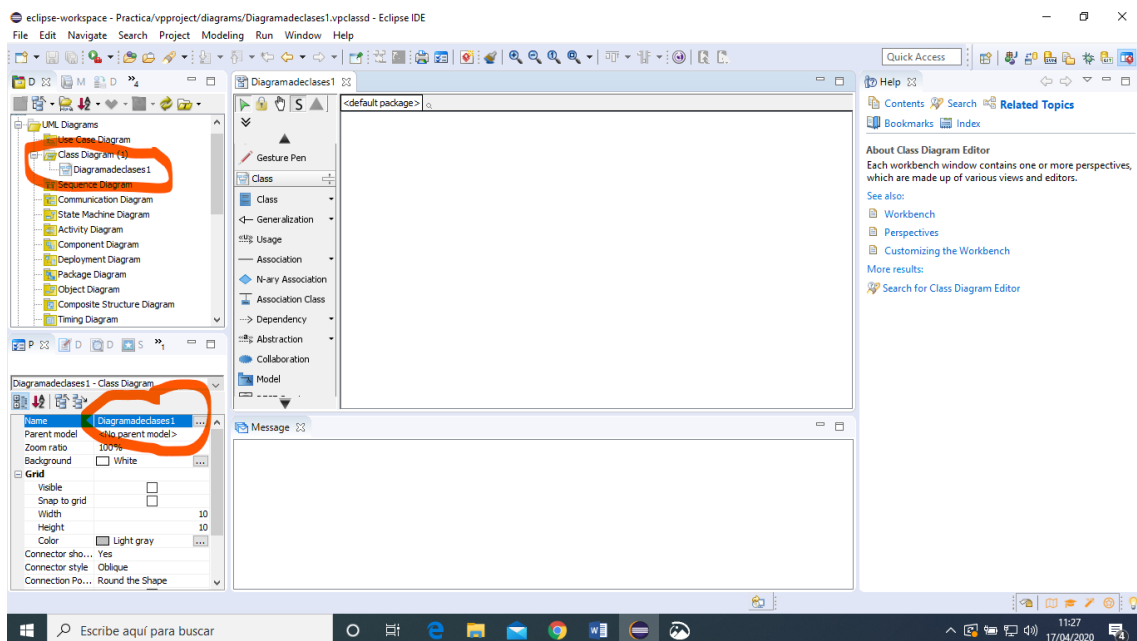 eclipse-workspace - Practica/vpproject/diagrams/Diagramadeclases1.vpclassd - Eclipse IDE
File Edit Navigate Search Project Modeling Run Window Help
Quick Access
D M D »4
UML Diagrams
Use Case Diagram
Class Diagram (1)
Diagramadeclases1
Sequence Diagram
Communication Diagram
State Machine Diagram
Activity Diagram
Component Diagram
Deployment Diagram
Package Diagram
Object Diagram
Composite Structure Diagram
Timing Diagram
P D D S »1
Diagramadeclases1 - Class Diagram
Name Diagramadeclases1 ...
Parent model <No parent model>
Zoom ratio 100%
Background White ...
Grid
Visible
Snap to grid
Width 10
Height 10
Color Light gray ...
Connector sho... Yes
Connector style Oblique
Connection Po... Round the Shape
Diagramadeclases1
S
<default package>
Gesture Pen
Class
Class
Generalization
Usage
Association
N-ary Association
Association Class
Dependency
Abstraction
Collaboration
Model
Message
Help
Contents Search Related Topics
Bookmarks Index
About Class Diagram Editor
Each workbench window contains one or more perspectives,
which are made up of various views and editors.
See also:
Workbench
Perspectives
Customizing the Workbench
More results:
Search for Class Diagram Editor
Escribe aquí para buscar
11:27
17/04/2020
4